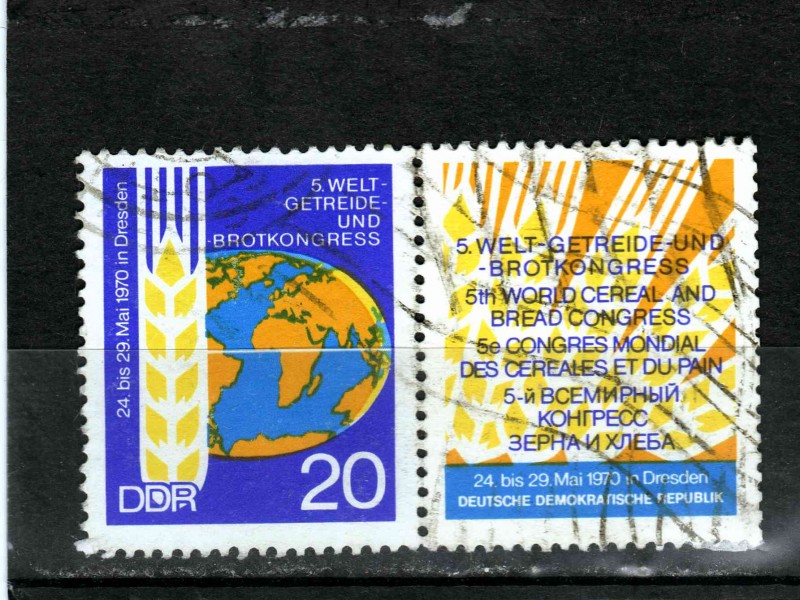 24. bis 29. Mai 1970 in Dresden
5. WELT-
GETREIDE-
UND
-BROTKONGRESS
DDR
20
5. WELT-GETREIDE-UND
-BROTKONGRESS
5th WORLD CEREAL-AND
BREAD CONGRESS
5e CONGRES MONDIAL
DES CEREALES ET DU PAIN
5-й ВСЕМИРНЫЙ
КОНГРЕСС
ЗЕРНА И ХЛЕБА
24. bis 29. Mai 1970 in Dresden
DEUTSCHE DEMOKRATISCHE REPUBLIK